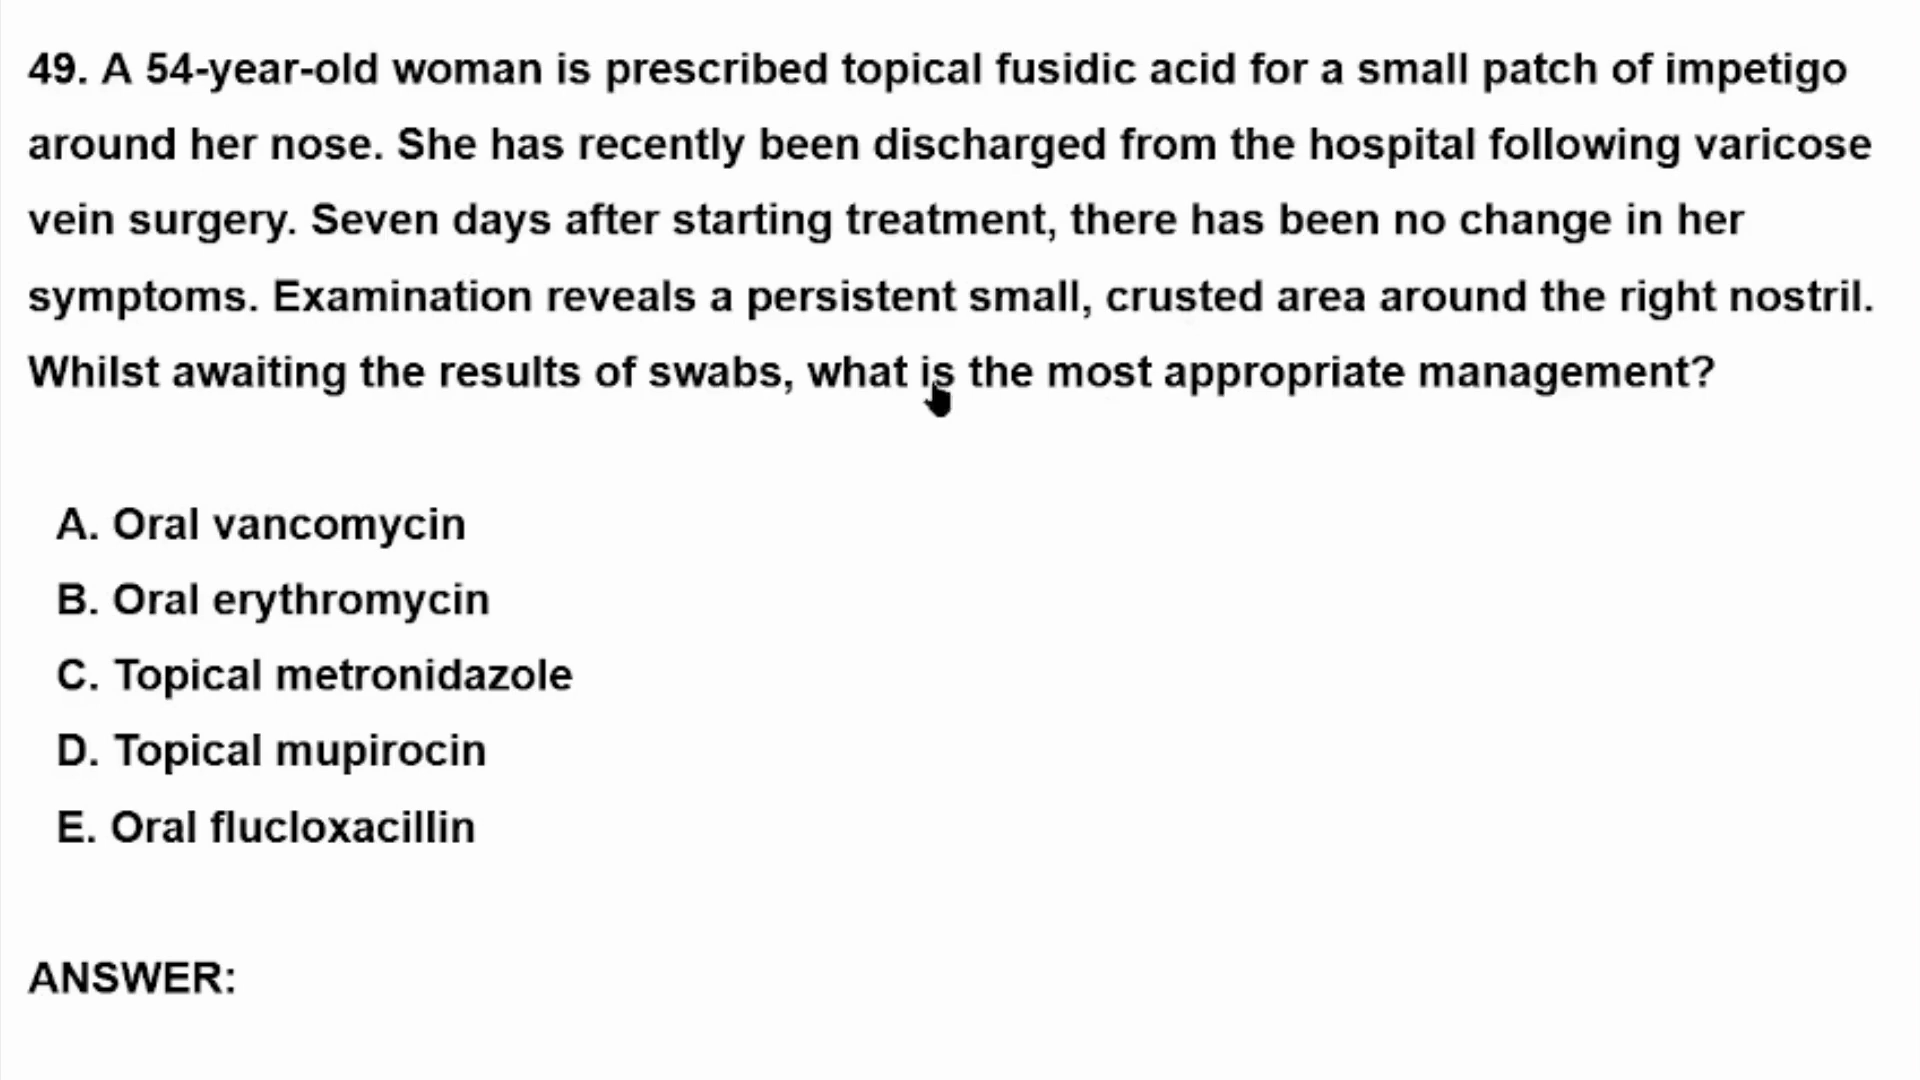 49. A 54-year-old woman is prescribed topical fusidic acid for a small patch of impetigo
around her nose. She has recently been discharged from the hospital following varicose
vein surgery. Seven days after starting treatment, there has been no change in her
symptoms. Examination reveals a persistent small, crusted area around the right nostril.
Whilst awaiting the results of swabs, what is the most appropriate management?
A. Oral vancomycin
B. Oral erythromycin
C. Topical metronidazole
D. Topical mupirocin
E. Oral flucloxacillin
ANSWER: